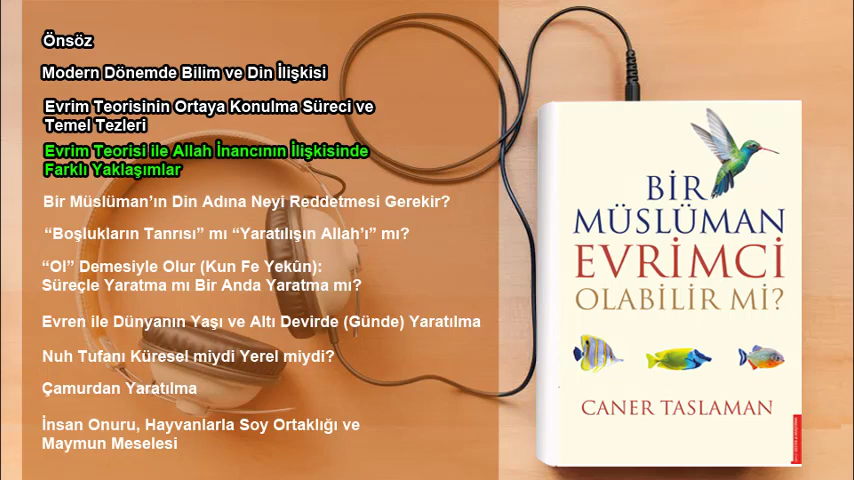 Önsöz
Modern Dönemde Bilim ve Din İlişkisi
Evrim Teorisinin Ortaya Konulma Süreci ve
Temel Tezleri
Evrim Teorisi ile Allah İnancının İlişkisinde
Farklı Yaklaşımlar
Bir Müslüman’ın Din Adına Neyi Reddetmesi Gerekir?
“Boşlukların Tanrısı” mı “Yaratılışın Allah’ı” mı?
“Ol” Demesiyle Olur (Kun Fe Yekûn):
Süreçle Yaratma mı Bir Anda Yaratma mı?
Evren ile Dünyanın Yaşı ve Altı Devirde (Günde) Yaratılma
Nuh Tufanı Küresel miydi Yerel miydi?
Çamurdan Yaratılma
İnsan Onuru, Hayvanlarla Soy Ortaklığı ve
Maymun Meselesi
BİR
MÜSLÜMAN
EVRİMCİ
OLABİLİR Mİ?
CANER TASLAMAN